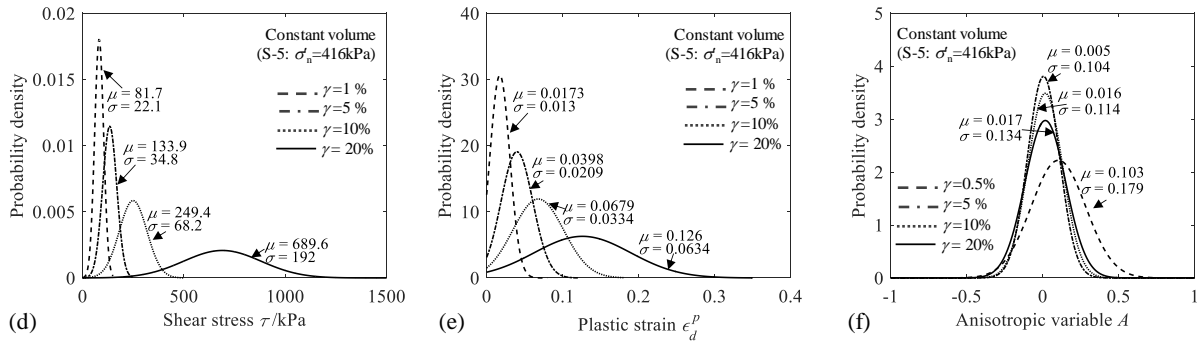 0.02
0.015
0.01
0.005
0
Probability density
Constant volume
(S-5: σ′n=416kPa)
γ=1 %
γ=5 %
γ=10%
γ= 20%
μ = 81.7
σ = 22.1
μ = 133.9
σ = 34.8
μ = 249.4
σ = 68.2
μ = 689.6
σ = 192
0 500 1000 1500
(d)
Shear stress τ/kPa
40
30
20
10
0
Probability density
Constant volume
(S-5: σ′n=416kPa)
γ=1 %
γ=5 %
γ=10%
γ= 20%
μ = 0.0173
σ = 0.013
μ = 0.0398
σ = 0.0209
μ = 0.0679
σ = 0.0334
μ = 0.126
σ = 0.0634
0 0.1 0.2 0.3 0.4
(e)
Plastic strain ϵ_d^p
5
4
3
2
1
0
Probability density
Constant volume
(S-5: σ′n=416kPa)
μ = 0.005
σ = 0.104
μ = 0.016
σ = 0.114
μ = 0.017
σ = 0.134
μ = 0.103
σ = 0.179
γ=0.5%
γ=5 %
γ=10%
γ= 20%
-1 -0.5 0 0.5 1
(f)
Anisotropic variable A